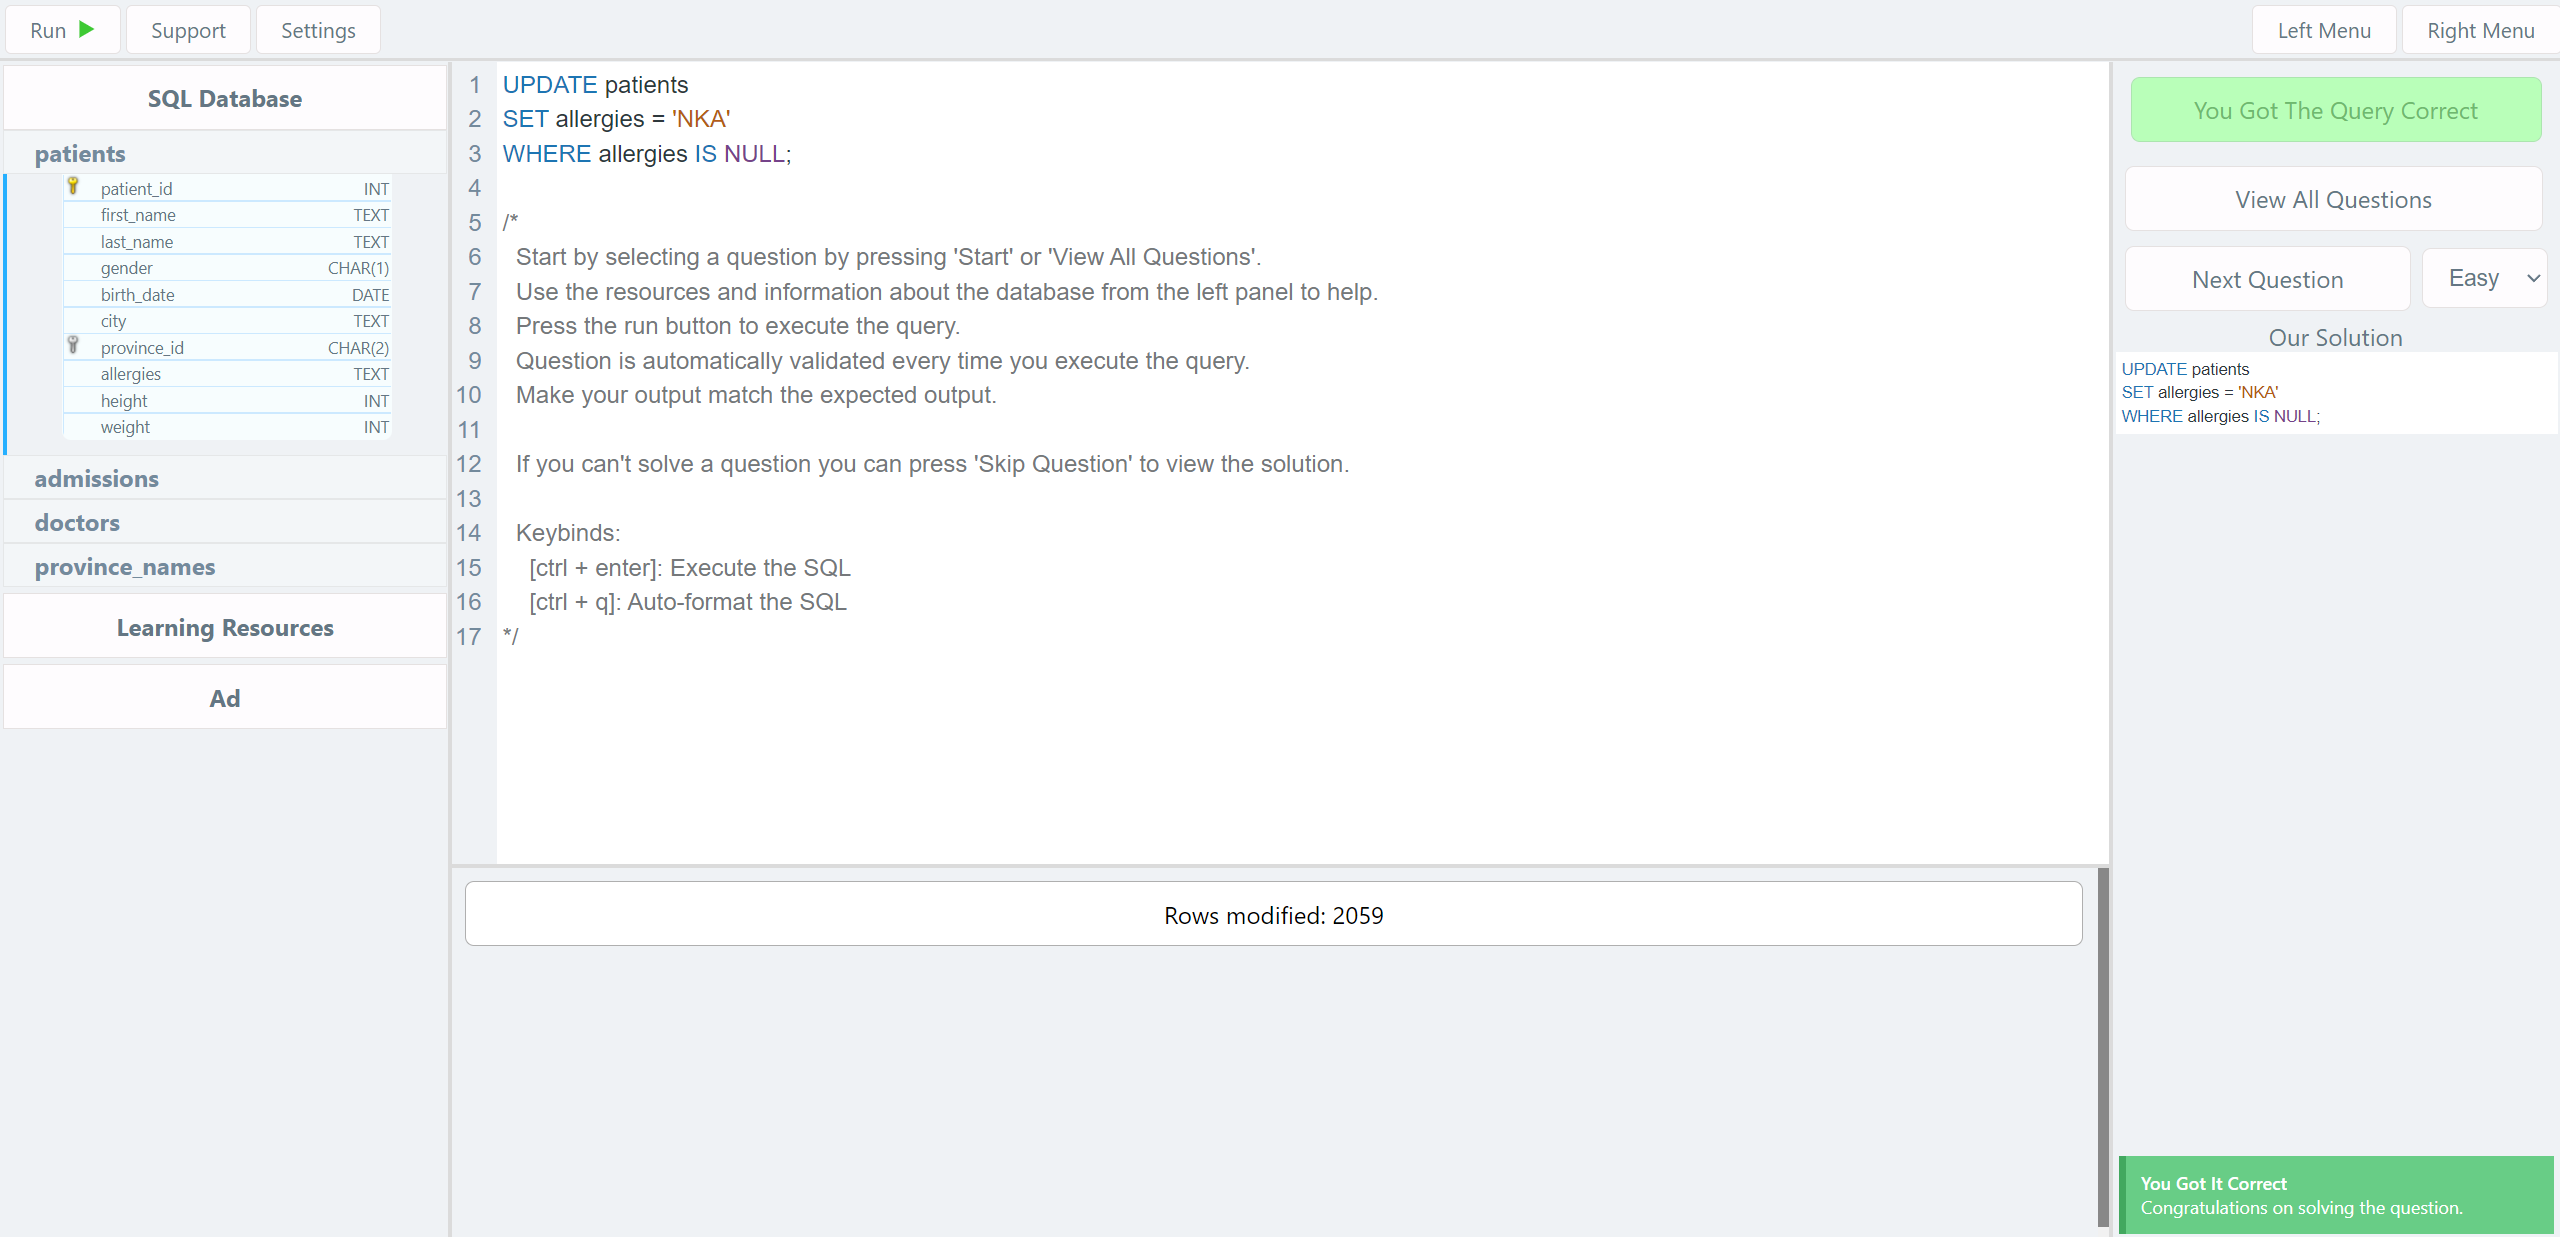 Run
Support
Settings
Left Menu
Right Menu
SQL Database
patients
patient_id INT
first_name TEXT
last_name TEXT
gender CHAR(1)
birth_date DATE
city TEXT
province_id CHAR(2)
allergies TEXT
height INT
weight INT
admissions
doctors
province_names
Learning Resources
Ad
1 UPDATE patients
2 SET allergies = 'NKA'
3 WHERE allergies IS NULL;
4
5 /*
6 Start by selecting a question by pressing 'Start' or 'View All Questions'.
7 Use the resources and information about the database from the left panel to help.
8 Press the run button to execute the query.
9 Question is automatically validated every time you execute the query.
10 Make your output match the expected output.
11
12 If you can't solve a question you can press 'Skip Question' to view the solution.
13
14 Keybinds:
15 [ctrl + enter]: Execute the SQL
16 [ctrl + q]: Auto-format the SQL
17 */
Rows modified: 2059
You Got The Query Correct
View All Questions
Next Question
Easy
Our Solution
UPDATE patients
SET allergies = 'NKA'
WHERE allergies IS NULL;
You Got It Correct
Congratulations on solving the question.